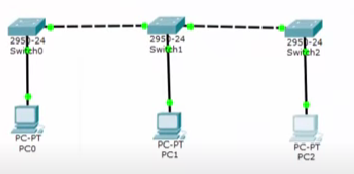 2950-24
Switch0
2950-24
Switch1
2950-24
Switch2
PC-PT
PC0
PC-PT
PC1
PC-PT
PC2